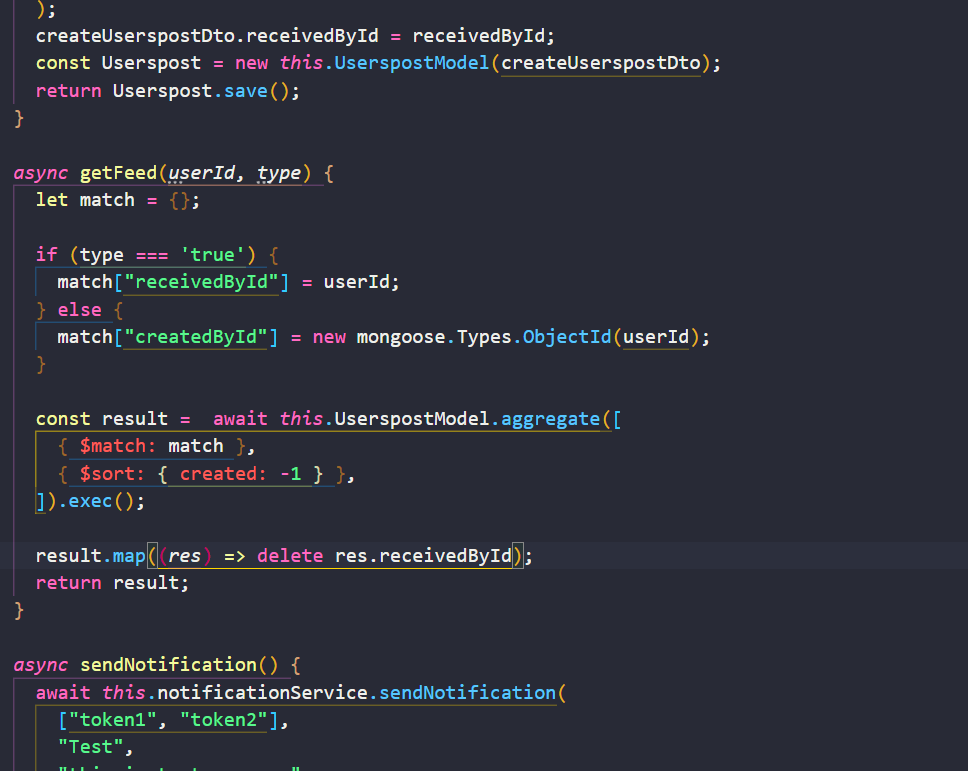 );
createUserspostDto.receivedById = receivedById;
const Userspost = new this.UserspostModel(createUserspostDto);
return Userspost.save();
}
async getFeed(userId, type) {
let match = {};
if (type === 'true') {
match["receivedById"] = userId;
} else {
match["createdById"] = new mongoose.Types.ObjectId(userId);
}
const result =  await this.UserspostModel.aggregate([
{ $match: match },
{ $sort: { created: -1 } },
]).exec();
result.map((res) => delete res.receivedById);
return result;
}
async sendNotification() {
await this.notificationService.sendNotification(
["token1", "token2"],
"Test",